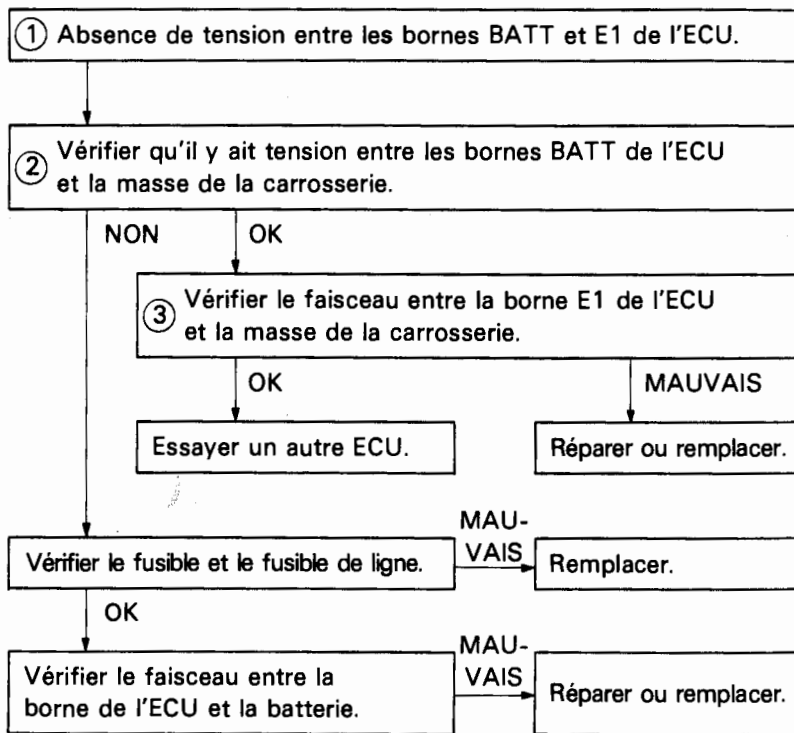 ① Absence de tension entre les bornes BATT et E1 de l'ECU.
② Vérifier qu'il y ait tension entre les bornes BATT de l'ECU
et la masse de la carrosserie.
NON
OK
③ Vérifier le faisceau entre la borne E1 de l'ECU
et la masse de la carrosserie.
OK
MAUVAIS
Essayer un autre ECU.
Réparer ou remplacer.
Vérifier le fusible et le fusible de ligne.
MAU-
VAIS
Remplacer.
OK
Vérifier le faisceau entre la
borne de l'ECU et la batterie.
MAU-
VAIS
Réparer ou remplacer.